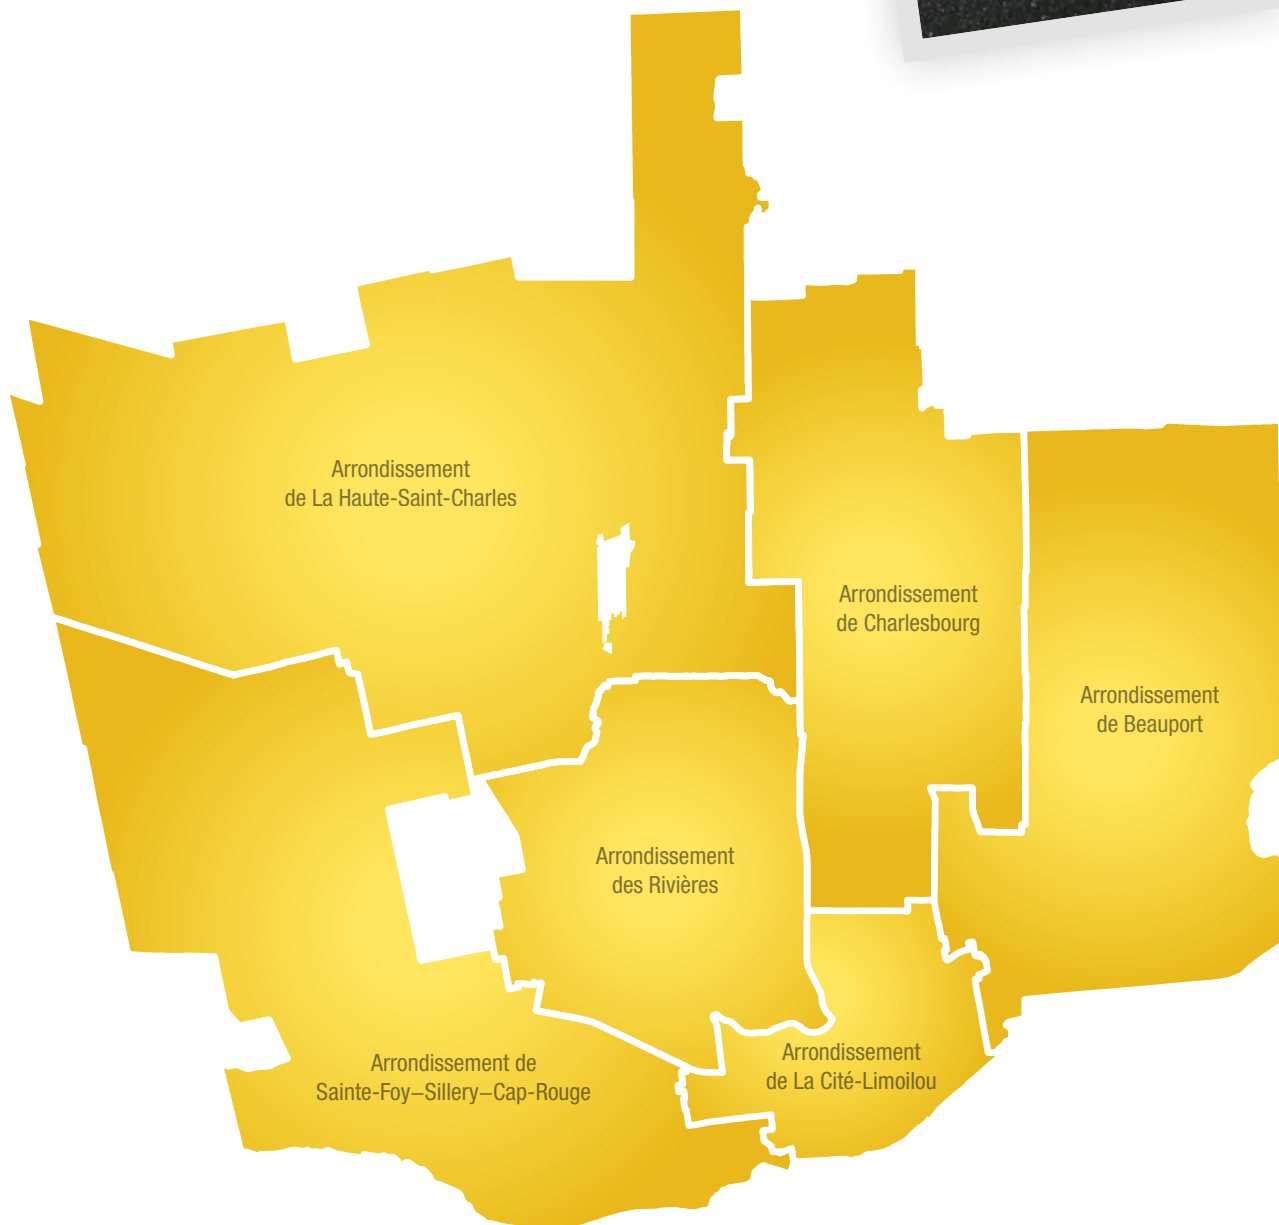 Arrondissement
de La Haute-Saint-Charles
Arrondissement
de Charlesbourg
Arrondissement
de Beauport
Arrondissement
des Rivières
Arrondissement
de La Cité-Limoilou
Arrondissement de
Sainte-Foy–Sillery–Cap-Rouge